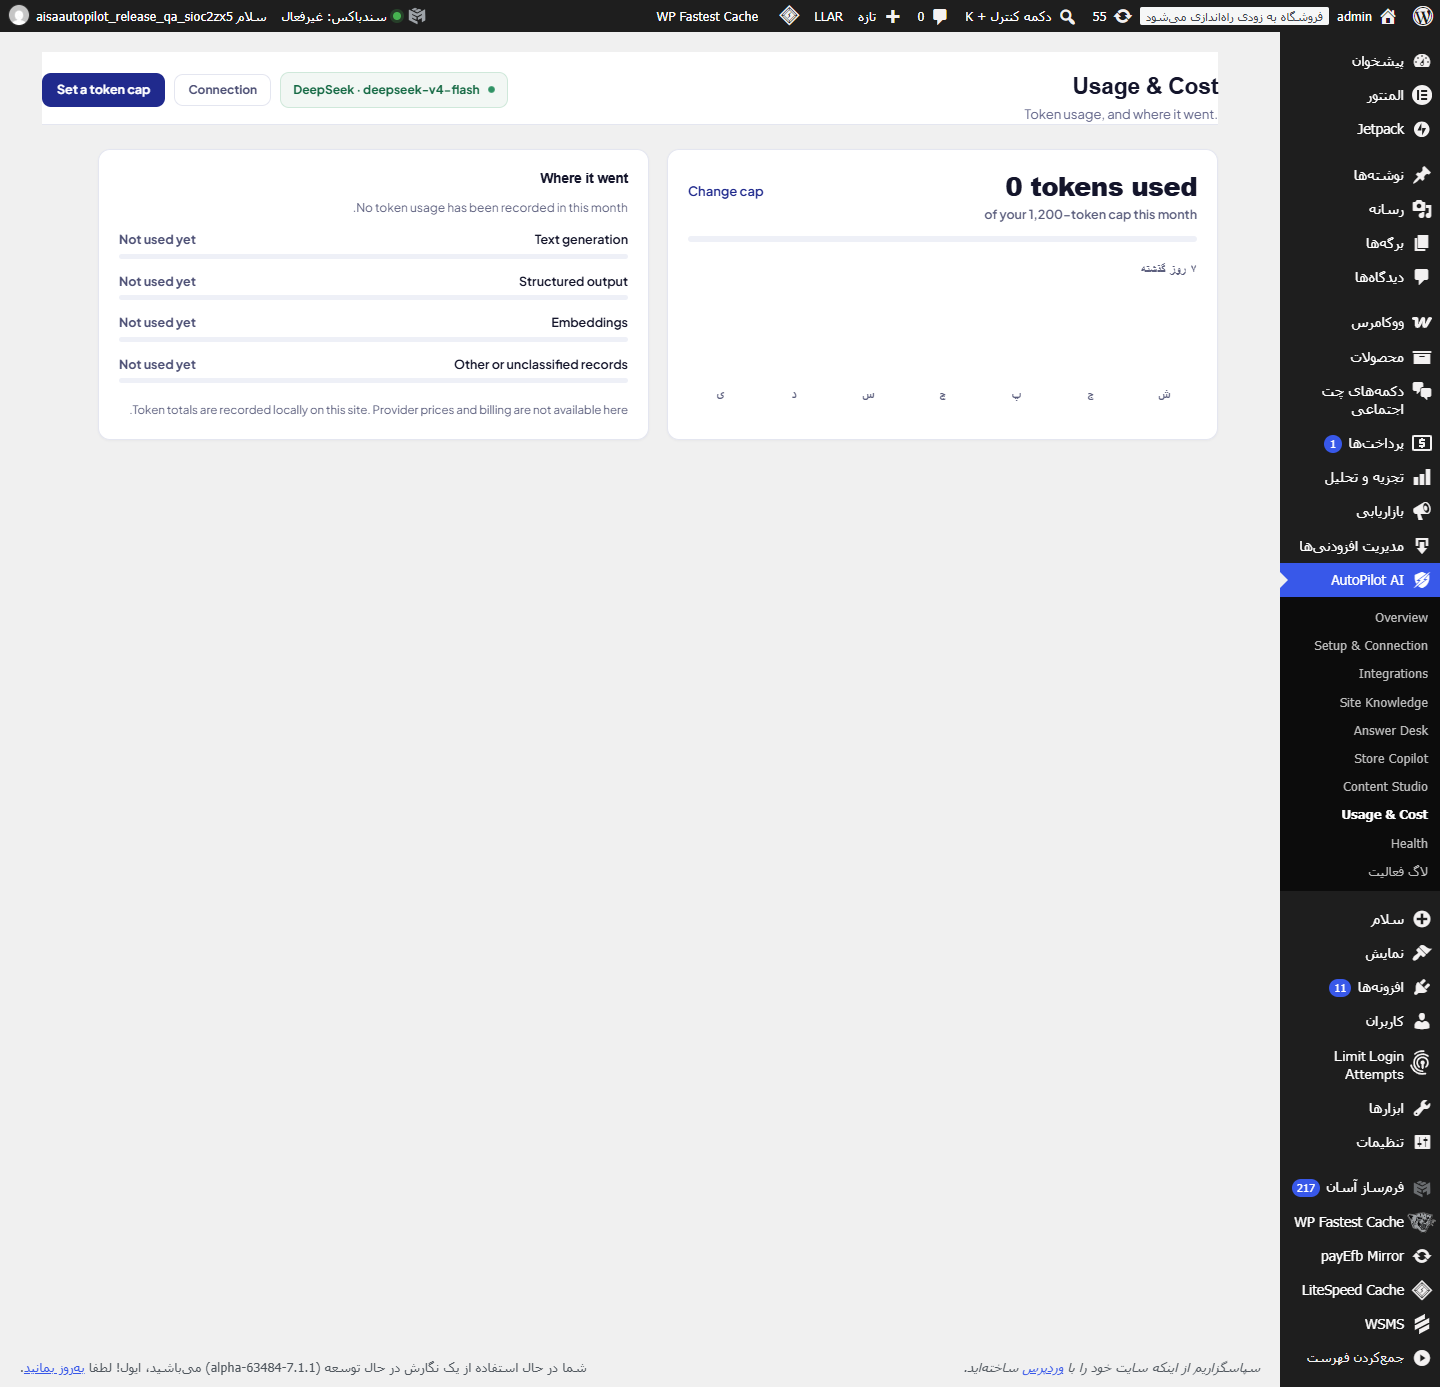 admin
فروشگاه به زودی راه‌اندازی می‌شود
55
دکمه کنترل + K
0
تازه
LLAR
WP Fastest Cache
سندباکس: غیرفعال
سلام aisaautopilot_release_qa_sioc2zx5
پیشخوان
المنتور
Jetpack
نوشته‌ها
رسانه
برگه‌ها
دیدگاه‌ها
ووکامرس
محصولات
دکمه‌های چت
اجتماعی
پرداخت‌ها 1
تجزیه و تحلیل
بازاریابی
مدیریت افزودنی‌ها
AutoPilot AI
Overview
Setup & Connection
Integrations
Site Knowledge
Answer Desk
Store Copilot
Content Studio
Usage & Cost
Health
لاگ فعالیت
سلام
نمایش
افزونه‌ها 11
کاربران
Limit Login
Attempts
ابزارها
تنظیمات
فرم‌ساز آسان 217
WP Fastest Cache
payEfb Mirror
LiteSpeed Cache
WSMS
جمع‌کردن فهرست
Usage & Cost
Token usage, and where it went.
DeepSeek · deepseek-v4-flash
Connection
Set a token cap
0 tokens used
Change cap
of your 1,200-token cap this month
۷ روز گذشته
ش
ج
پ
چ
س
د
ی
Where it went
.No token usage has been recorded in this month
Text generation
Not used yet
Structured output
Not used yet
Embeddings
Not used yet
Other or unclassified records
Not used yet
.Token totals are recorded locally on this site. Provider prices and billing are not available here
سپاسگزاریم از اینکه سایت خود را با وردپرس ساخته‌اید.
شما در حال استفاده از یک نگارش در حال توسعه (7.1.1-alpha-63484) می‌باشید، ایول! لطفا به‌روز بمانید.